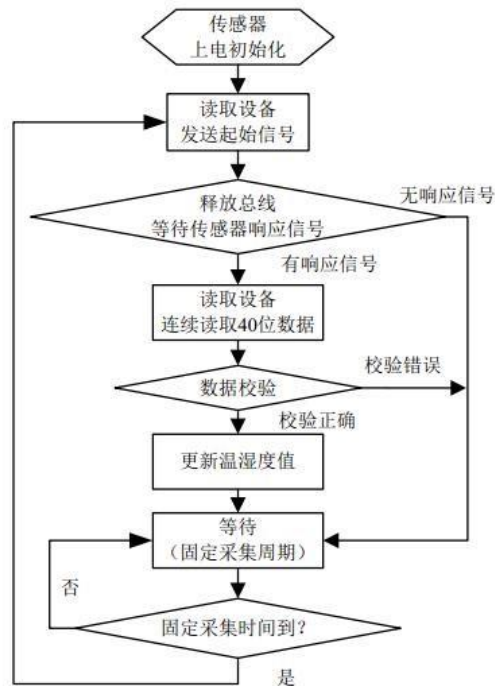 传感器
上电初始化
读取设备
发送起始信号
释放总线
等待传感器响应信号
无响应信号
有响应信号
读取设备
连续读取40位数据
数据校验
校验错误
校验正确
更新温湿度值
等待
（固定采集周期）
否
固定采集时间到？
是